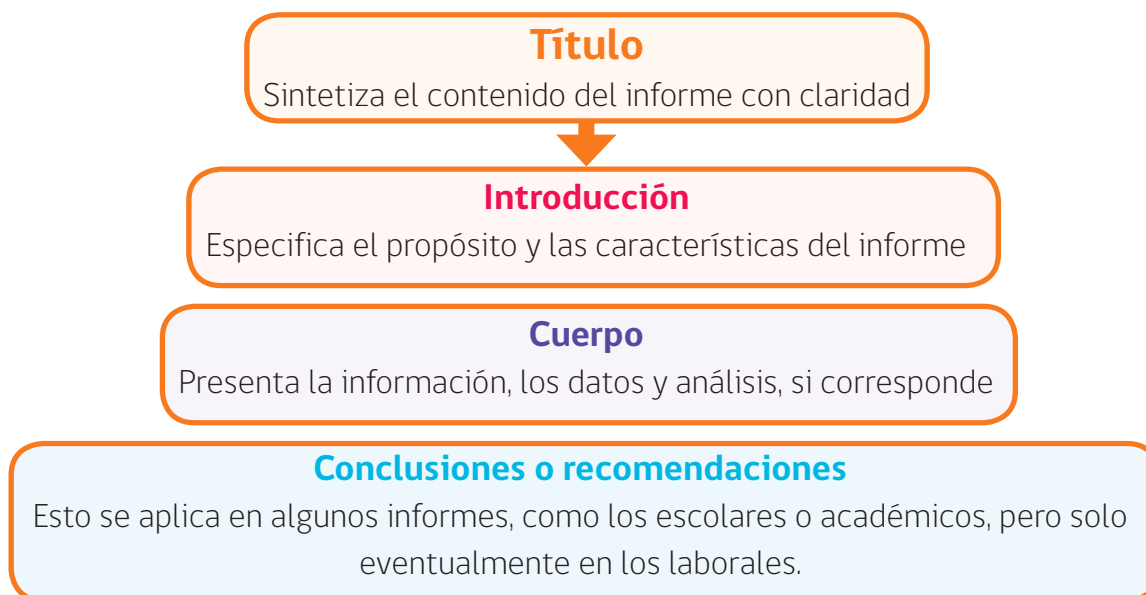 Título
Sintetiza el contenido del informe con claridad
Introducción
Especifica el propósito y las características del informe
Cuerpo
Presenta la información, los datos y análisis, si corresponde
Conclusiones o recomendaciones
Esto se aplica en algunos informes, como los escolares o académicos, pero solo
eventualmente en los laborales.